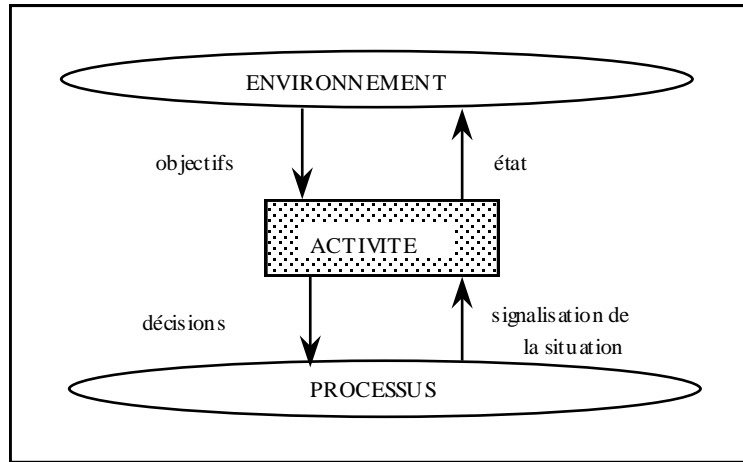 ENVIRONNEMENT
objectifs
état
ACTIVITE
décisions
signalisation de
la situation
PROCESSUS